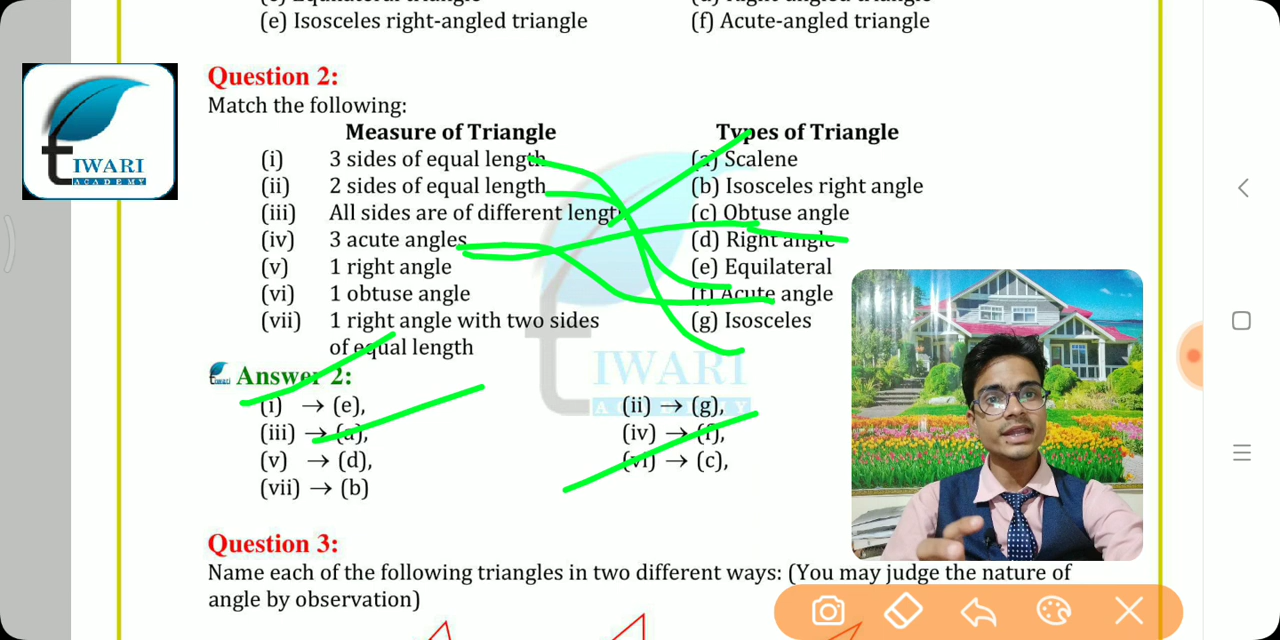 (e) Isosceles right-angled triangle (f) Acute-angled triangle
Question 2:
Match the following:
Measure of Triangle Types of Triangle
(i) 3 sides of equal length (a) Scalene
(ii) 2 sides of equal length (b) Isosceles right angle
(iii) All sides are of different length (c) Obtuse angle
(iv) 3 acute angles (d) Right angle
(v) 1 right angle (e) Equilateral
(vi) 1 obtuse angle (f) Acute angle
(vii) 1 right angle with two sides (g) Isosceles
of equal length
Answer 2:
(i) → (e), (ii) → (g),
(iii) → (a), (iv) → (f),
(v) → (d), (vi) → (c),
(vii) → (b)
Question 3:
Name each of the following triangles in two different ways: (You may judge the nature of
angle by observation)
TIWARI
ACADEMY
TIWARI
ACADEMY